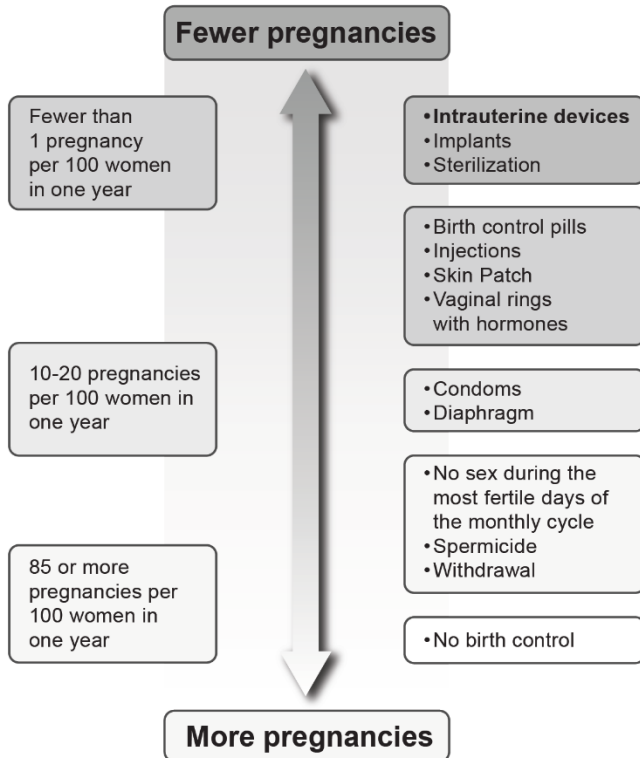 Fewer pregnancies
Fewer than
1 pregnancy
per 100 women
in one year
•Intrauterine devices
•Implants
•Sterilization
•Birth control pills
•Injections
•Skin Patch
•Vaginal rings
with hormones
10-20 pregnancies
per 100 women in
one year
•Condoms
•Diaphragm
•No sex during the
most fertile days of
the monthly cycle
•Spermicide
•Withdrawal
85 or more
pregnancies per
100 women in
one year
•No birth control
More pregnancies